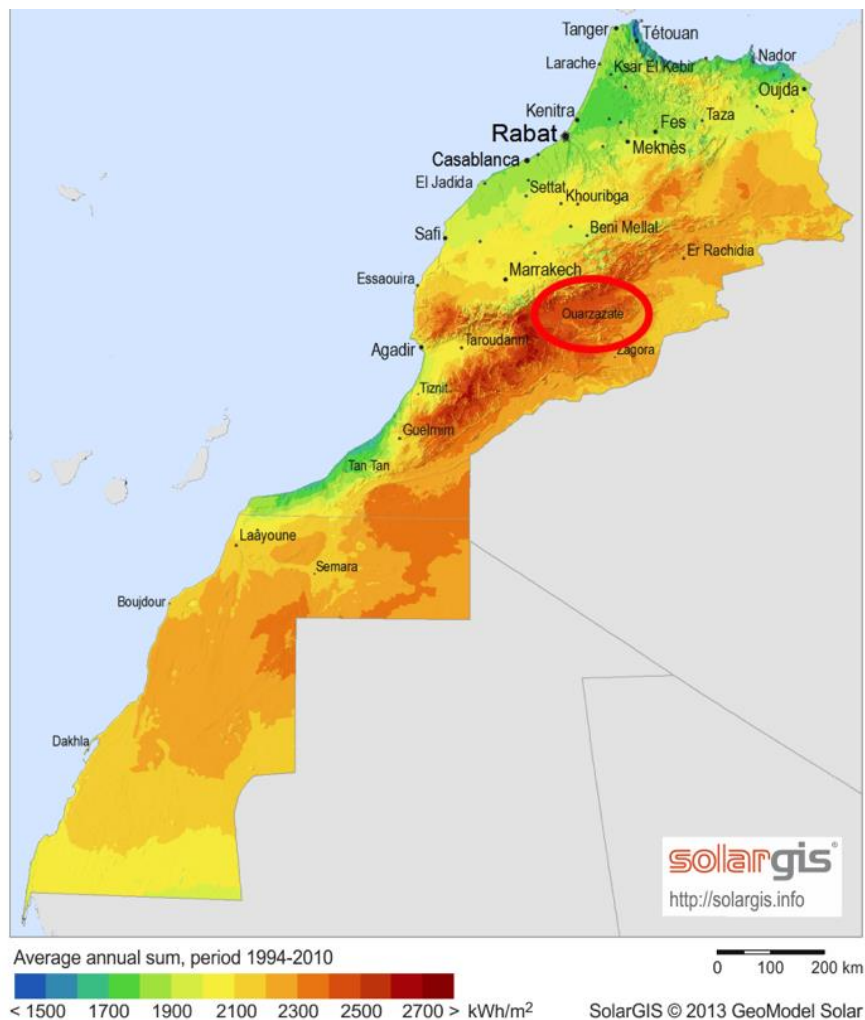 Tanger
Tétouan
Larache
Ksar El Kebir
Nador
Oujda
Kenitra
Fes
Taza
Rabat
Meknès
Casablanca
El Jadida
Settat
Khouribga
Safi
Beni Mellal
Er Rachidia
Essaouira
Marrakech
Ouarzazate
Agadir
Taroudannt
Zagora
Tiznit
Guelmim
Tan Tan
Laâyoune
Semara
Boujdour
Dakhla
solargis®
http://solargis.info
Average annual sum, period 1994-2010
0 100 200 km
< 1500 1700 1900 2100 2300 2500 2700 > kWh/m²
SolarGIS © 2013 GeoModel Solar